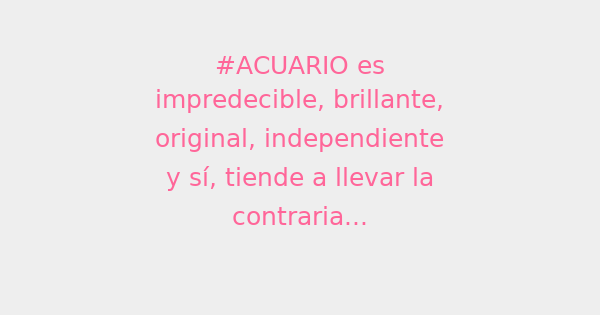 #ACUARIO es
impredecible, brillante,
original, independiente
y sí, tiende a llevar la
contraria...